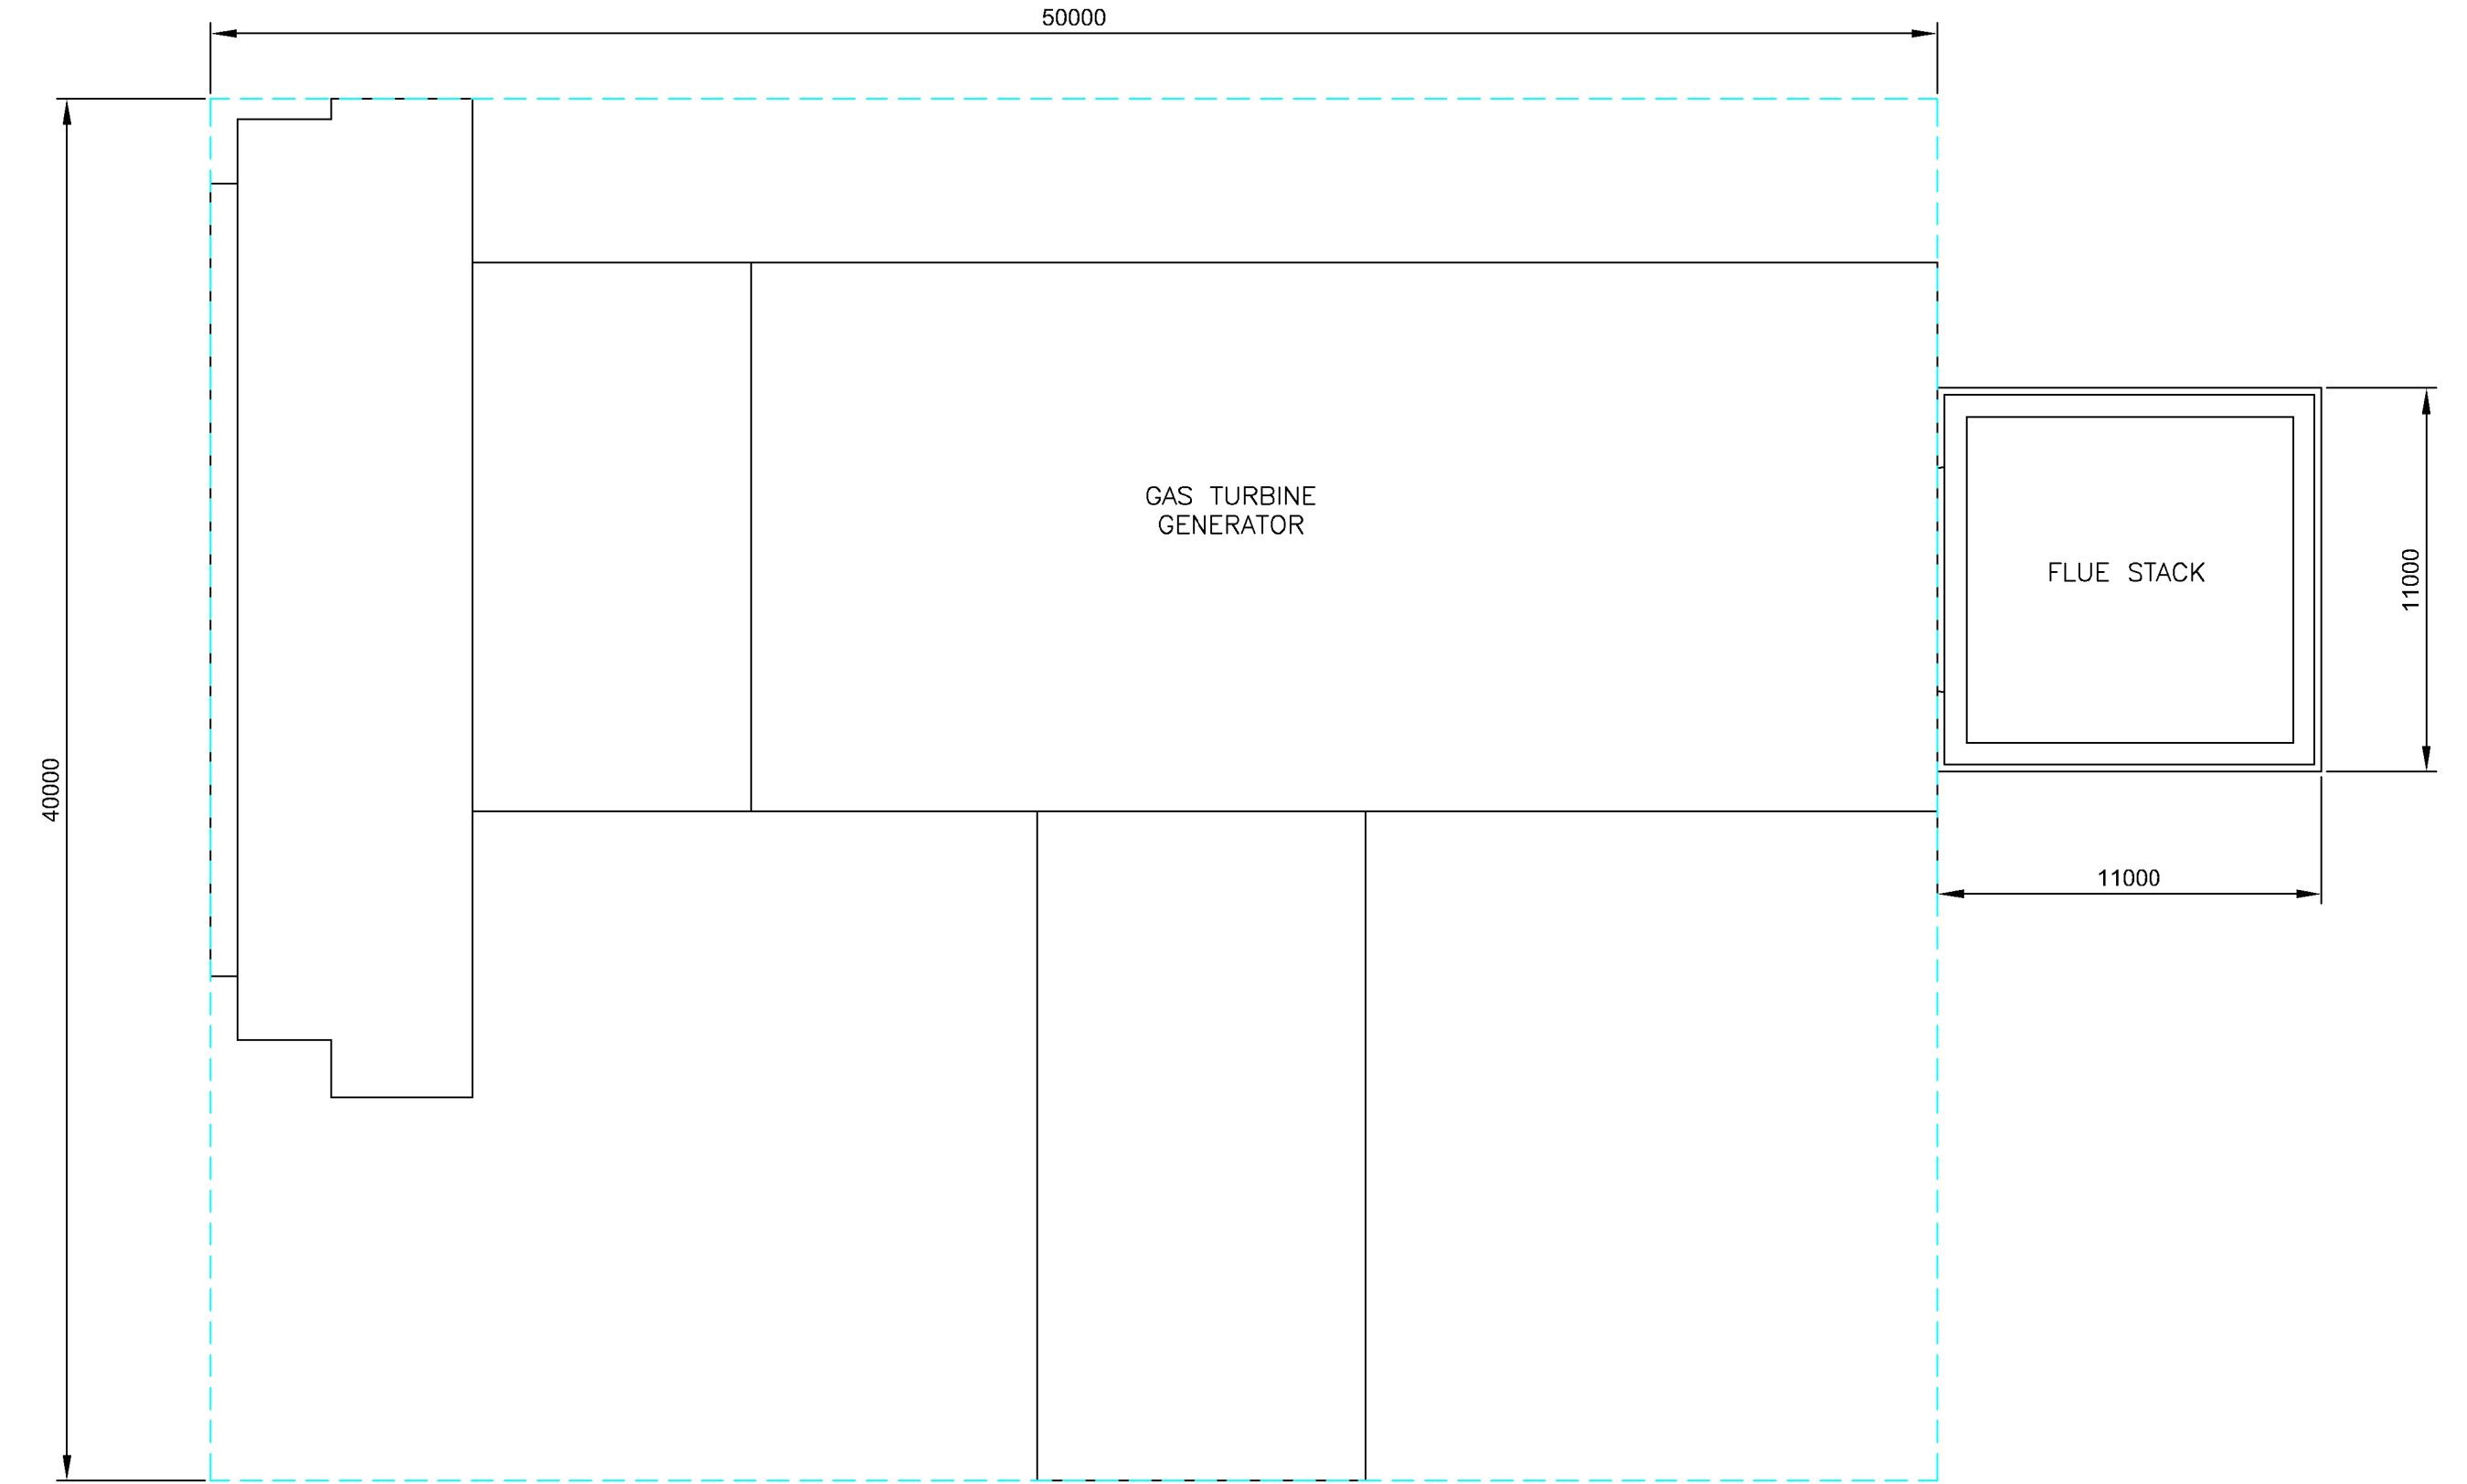 50000
GAS TURBINE
GENERATOR
FLUE STACK
11000
40000
11000